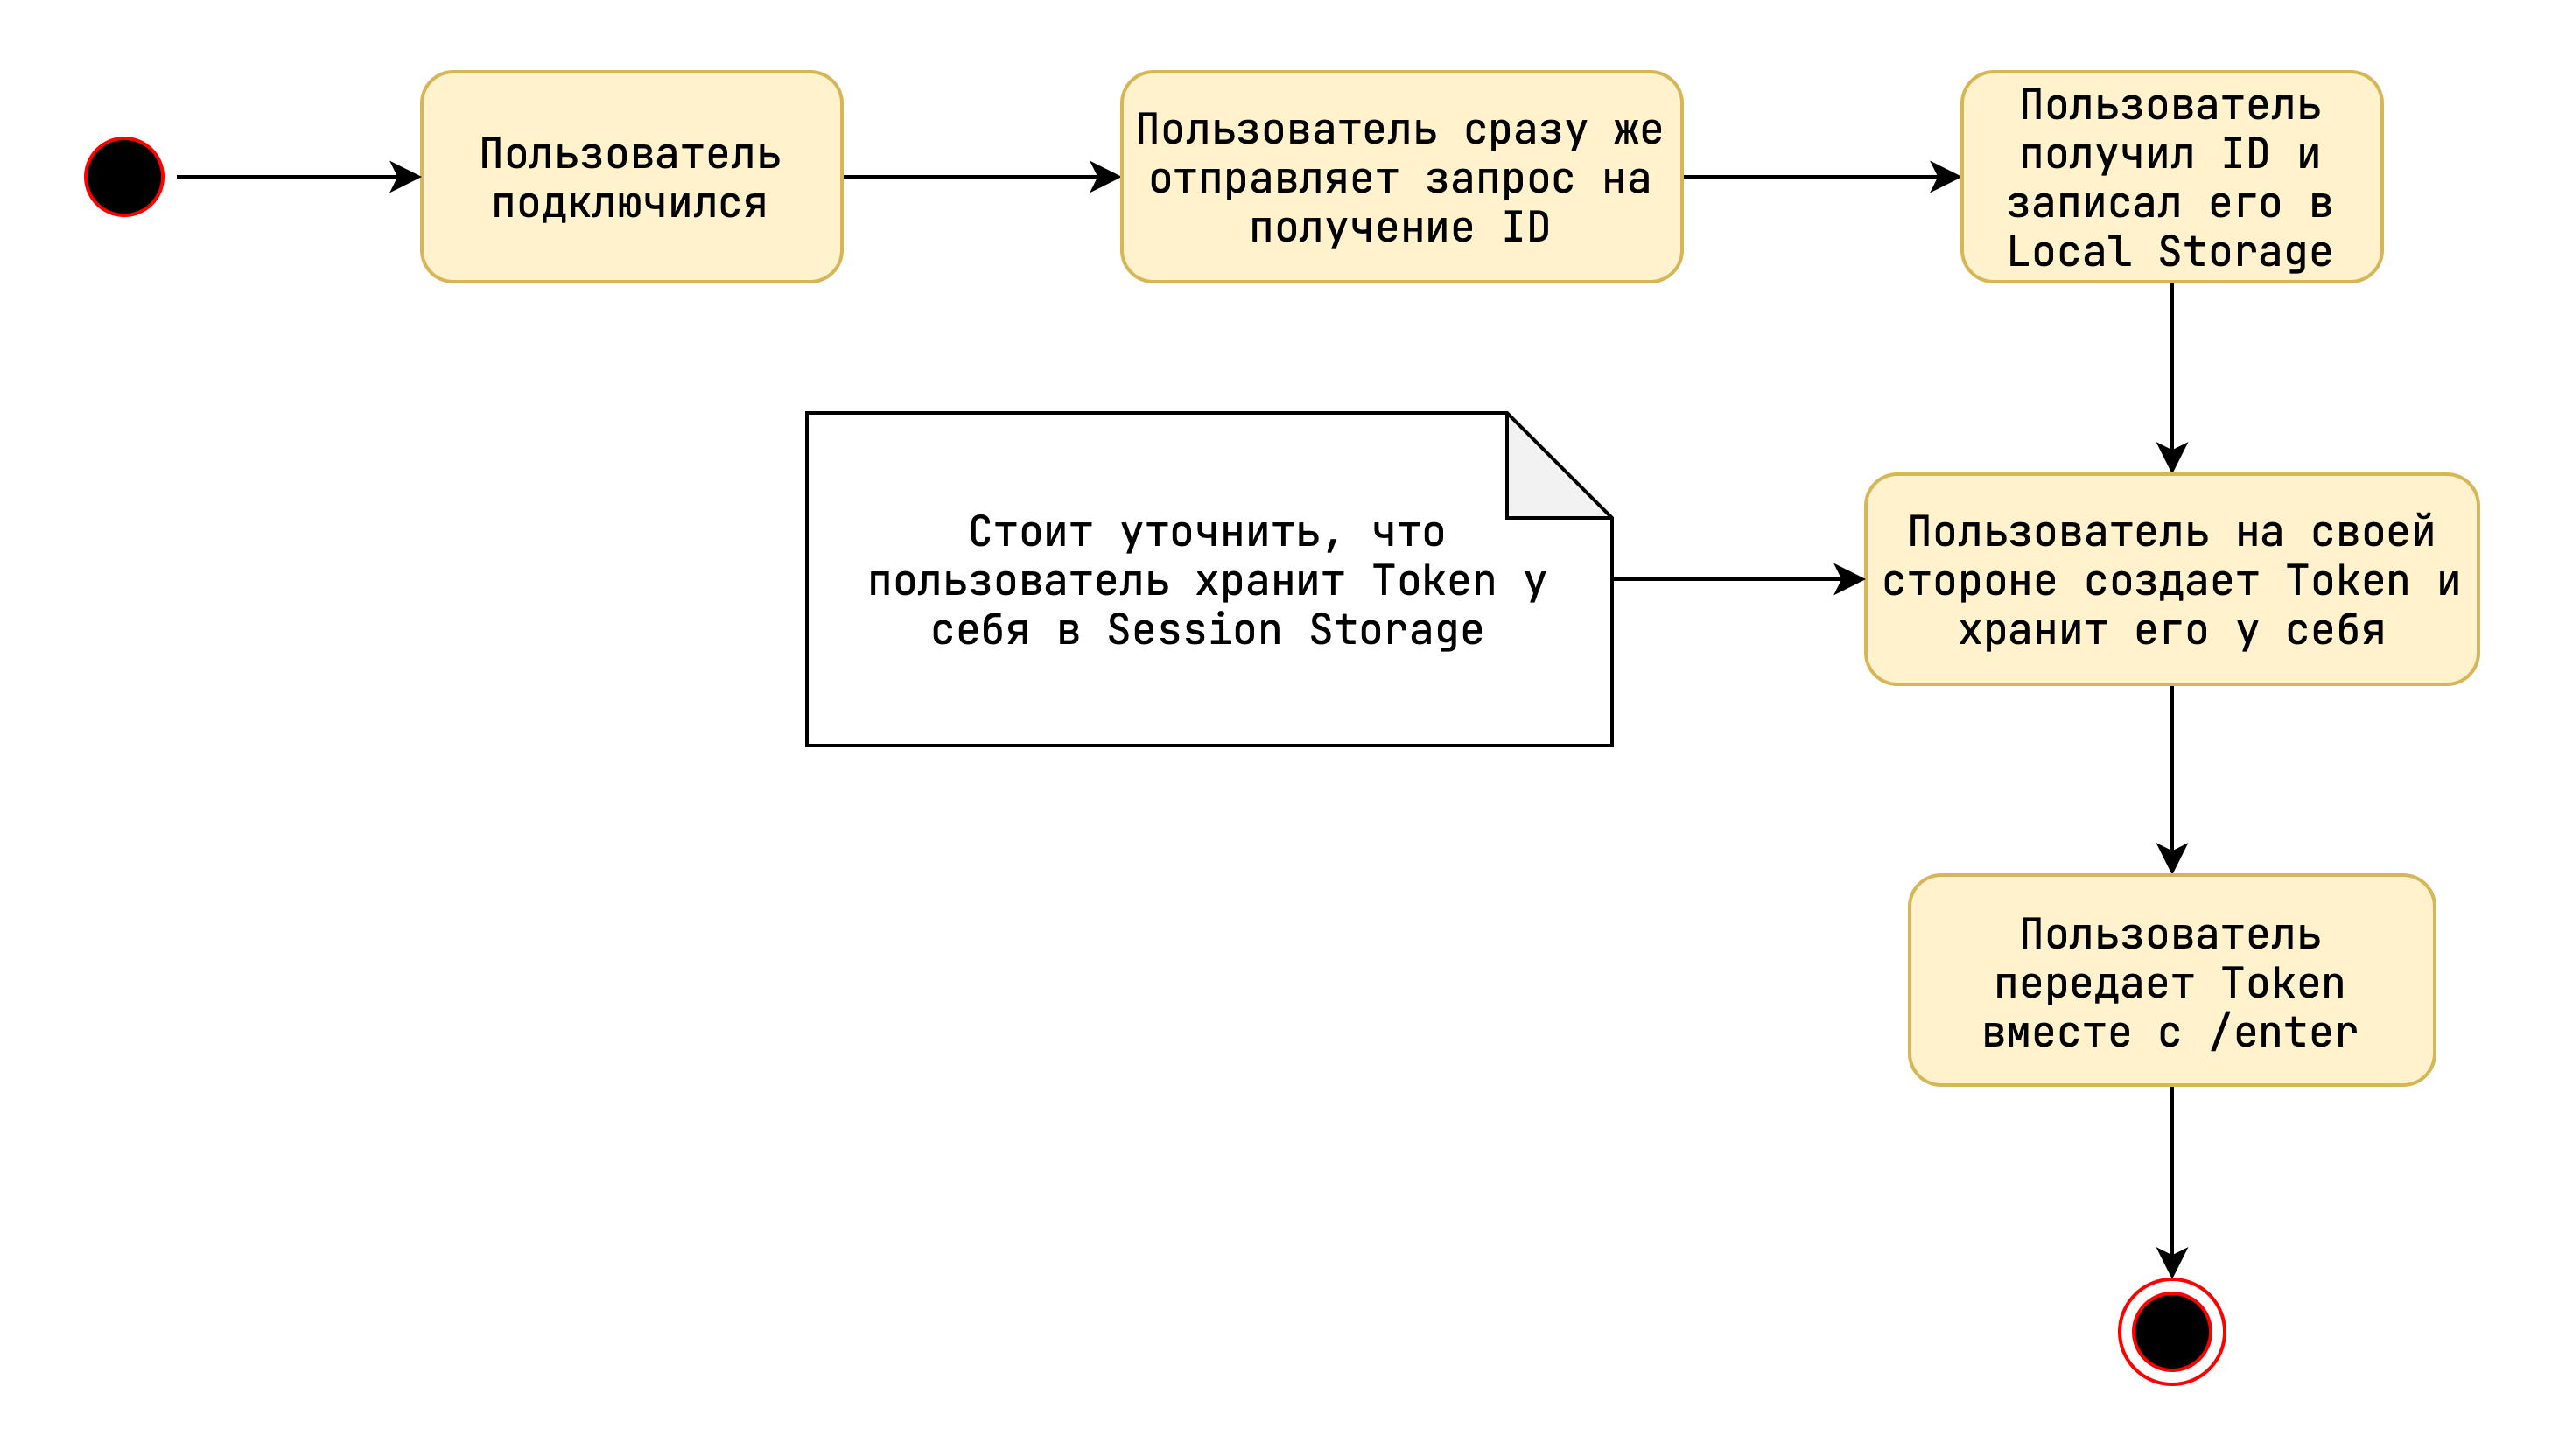 Пользователь
подключился
Пользователь сразу же
отправляет запрос на
получение ID
Пользователь
получил ID и
записал его в
Local Storage
Стоит уточнить, что
пользователь хранит Token у
себя в Session Storage
Пользователь на своей
стороне создает Token и
хранит его у себя
Пользователь
передает Token
вместе с /enter